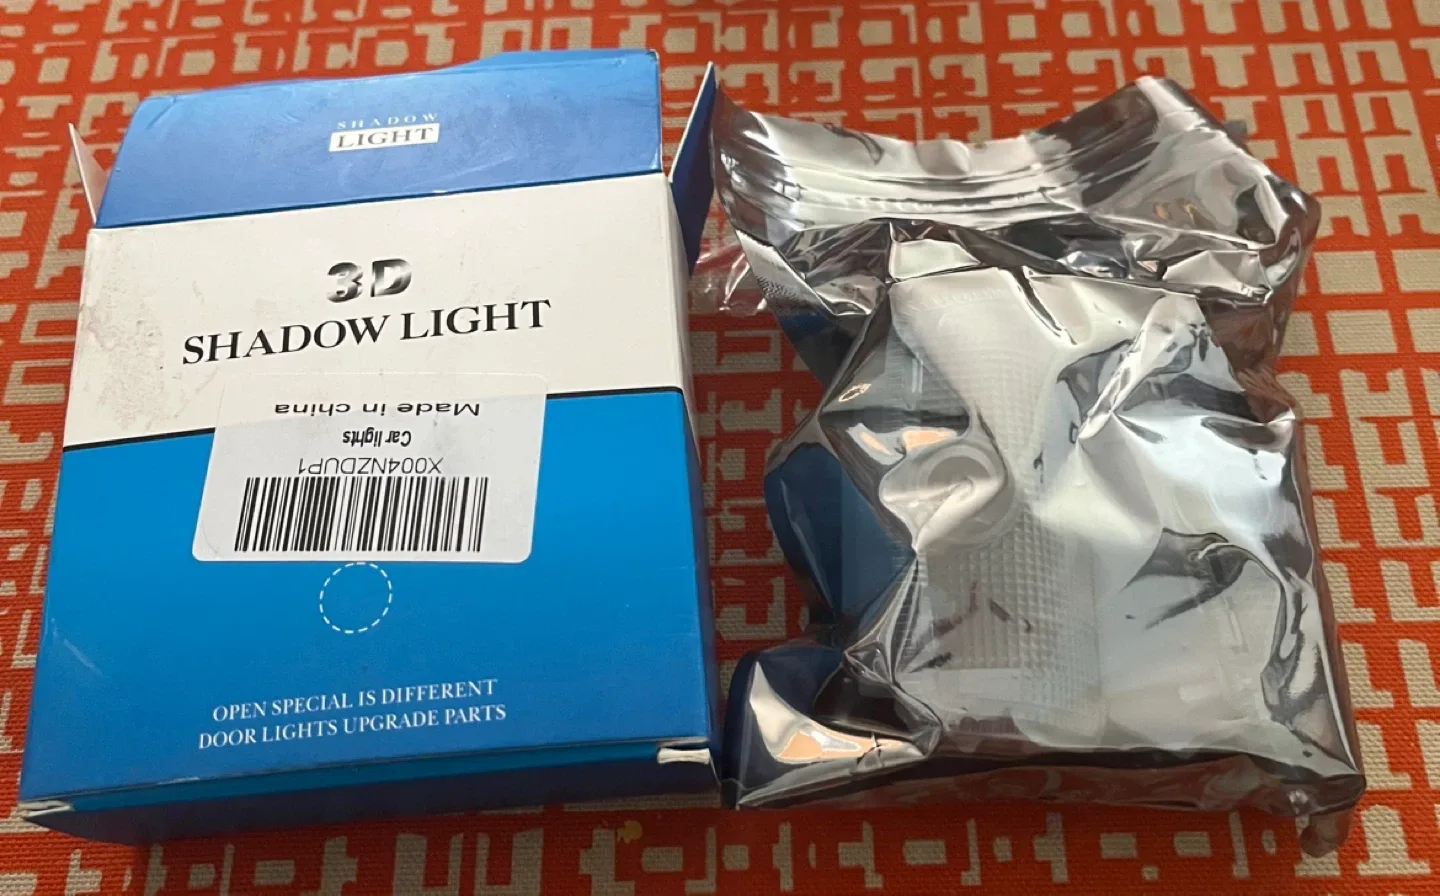 SHADOW
LIGHT
3D
SHADOW LIGHT
Made in china
Car lights
X004NZDUP1
OPEN SPECIAL IS DIFFERENT
DOOR LIGHTS UPGRADE PARTS